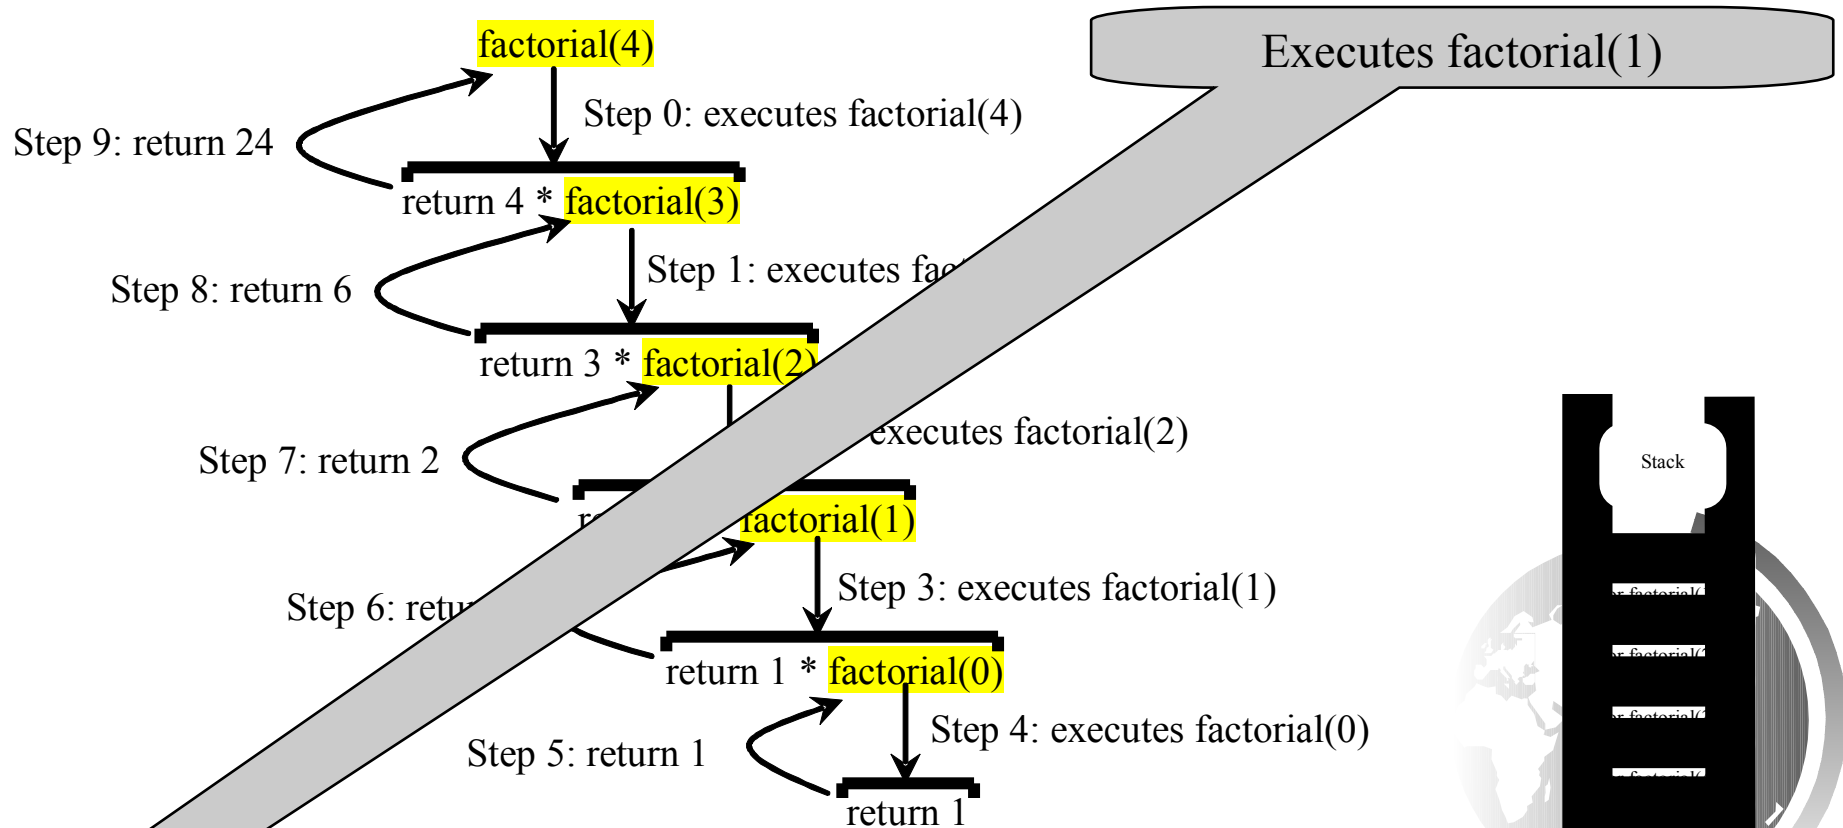 factorial(4)
Executes factorial(1)
Step 0: executes factorial(4)
Step 9: return 24
return 4 * factorial(3)
Step 1: executes
Step 8: return 6
return 3 * factorial(2)
executes factorial(2)
Step 7: return 2
Stack
factorial(1)
Step 3: executes factorial(1)
Step 6:
return 1 * factorial(0)
Step 4: executes factorial(0)
Step 5: return 1
return 1